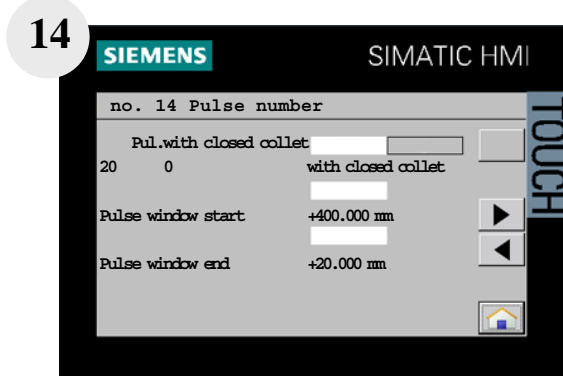 14
SIEMENS SIMATIC HMI
TOUCH
no. 14 Pulse number
Pul.with closed collet
20 0 with closed collet
Pulse window start +400.000 mm
Pulse window end +20.000 mm